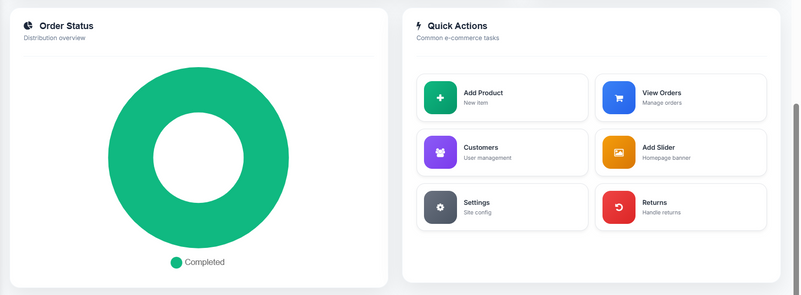 Order Status
Distribution overview
Completed
Quick Actions
Common e-commerce tasks
Add Product
New item
View Orders
Manage orders
Customers
User management
Add Slider
Homepage banner
Settings
Site config
Returns
Handle returns